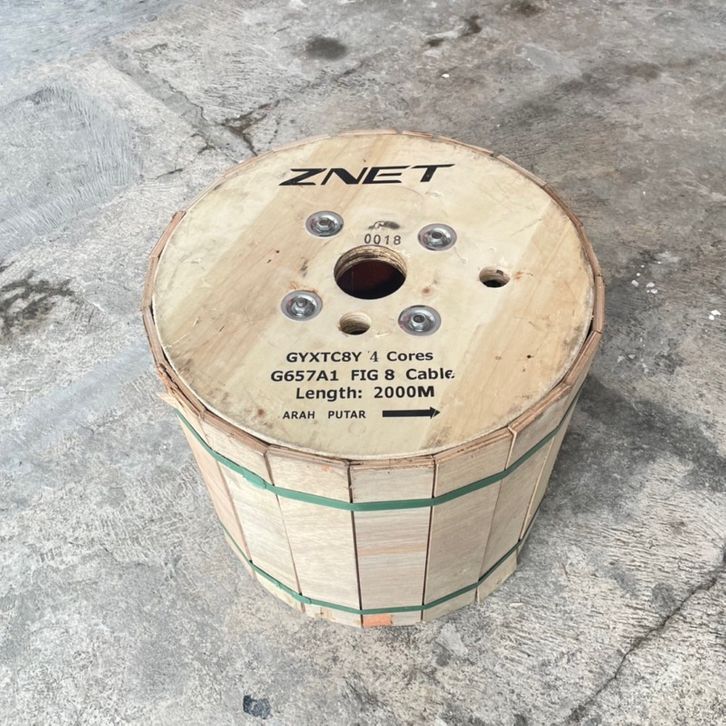 ZNET
0018
GYXTC8Y 4 Cores
G657A1 FIG 8 Cable
Length: 2000M
ARAH PUTAR